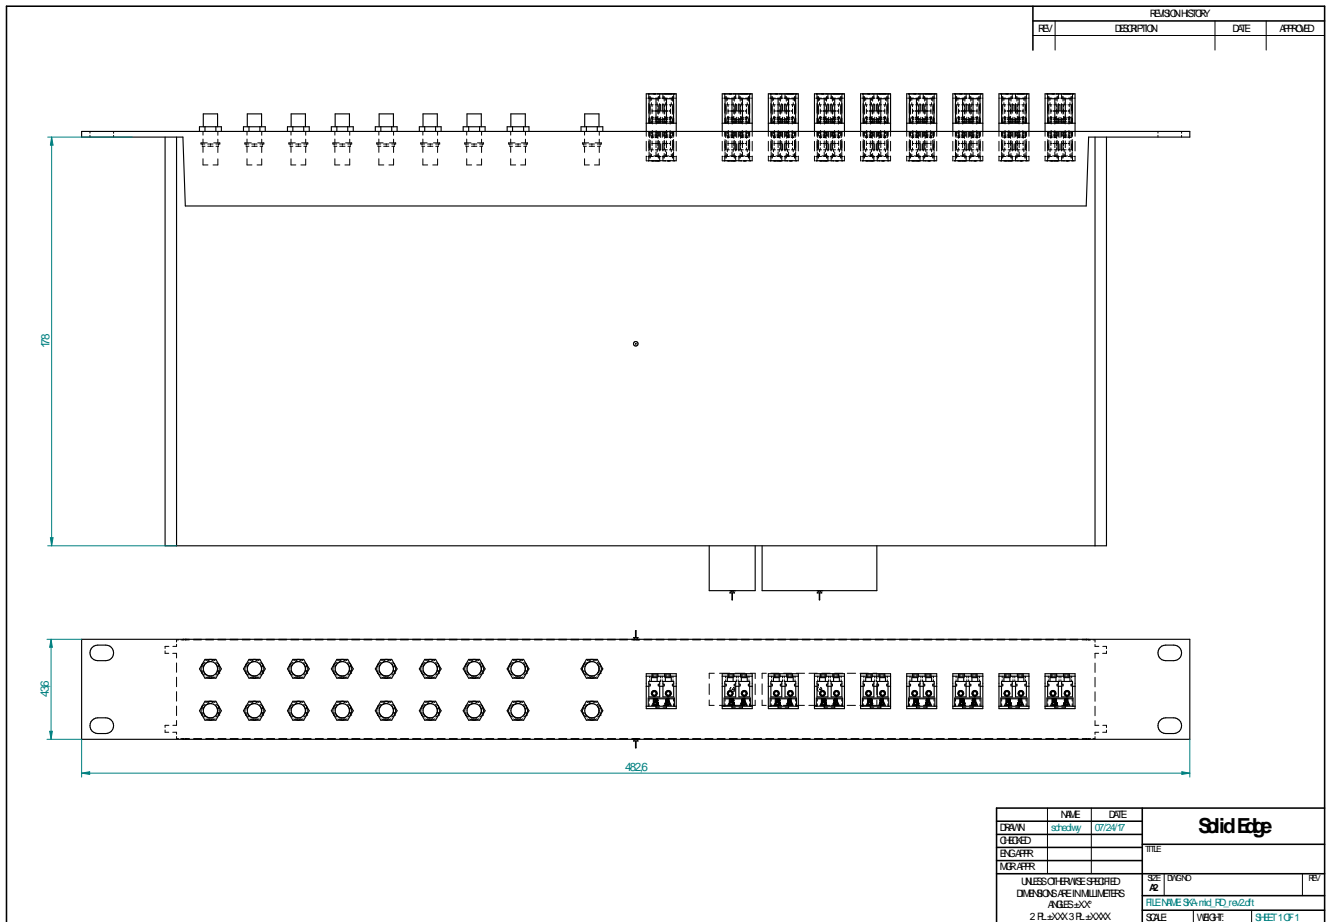 REVISION HISTORY
REV DESCRIPTION DATE APPROVED
178
43,6
482,6
NAME DATE
DRAWN schediwy 07/24/17
CHECKED
ENG APPR
MGR APPR
Solid Edge
TITLE
UNLESS OTHERWISE SPECIFIED
DIMENSIONS ARE IN MILLIMETERS
ANGLES ±XX°
2 PL ±XXX 3 PL ±XXXX
SIZE DWG NO REV
A2
FILE NAME: SKA-mid_RD_rev2.dft
SCALE: WEIGHT: SHEET 1 OF 1